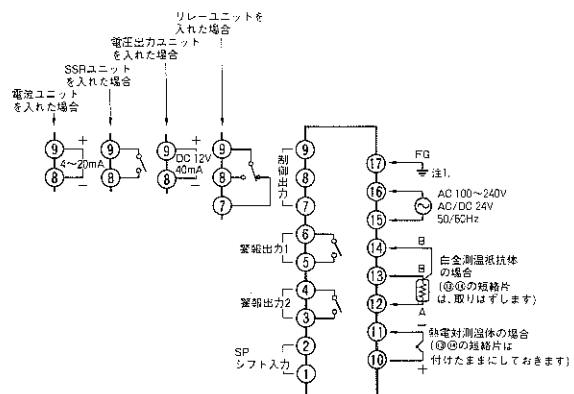 リレーユニットを
入れた場合
電圧出力ユニット
を入れた場合
SSRユニット
を入れた場合
電流ユニット
を入れた場合
9 + 8 − 4~20mA
9 8
9 + 8 − DC 12V
40mA
9 8 7
制御出力
9
8
7
警報出力1
6
5
警報出力2
4
3
SP
シフト入力
2
1
17 FG
注1.
16 AC 100~240V
AC/DC 24V
15 50/60Hz
14 B
13 B
12 A
白金測温抵抗体
の場合
(⑬⑭の短絡片
は、取りはずします)
11 −
10 +
熱電対測温体の場合
(⑬⑭の短絡片は
付けたままにしておきます)